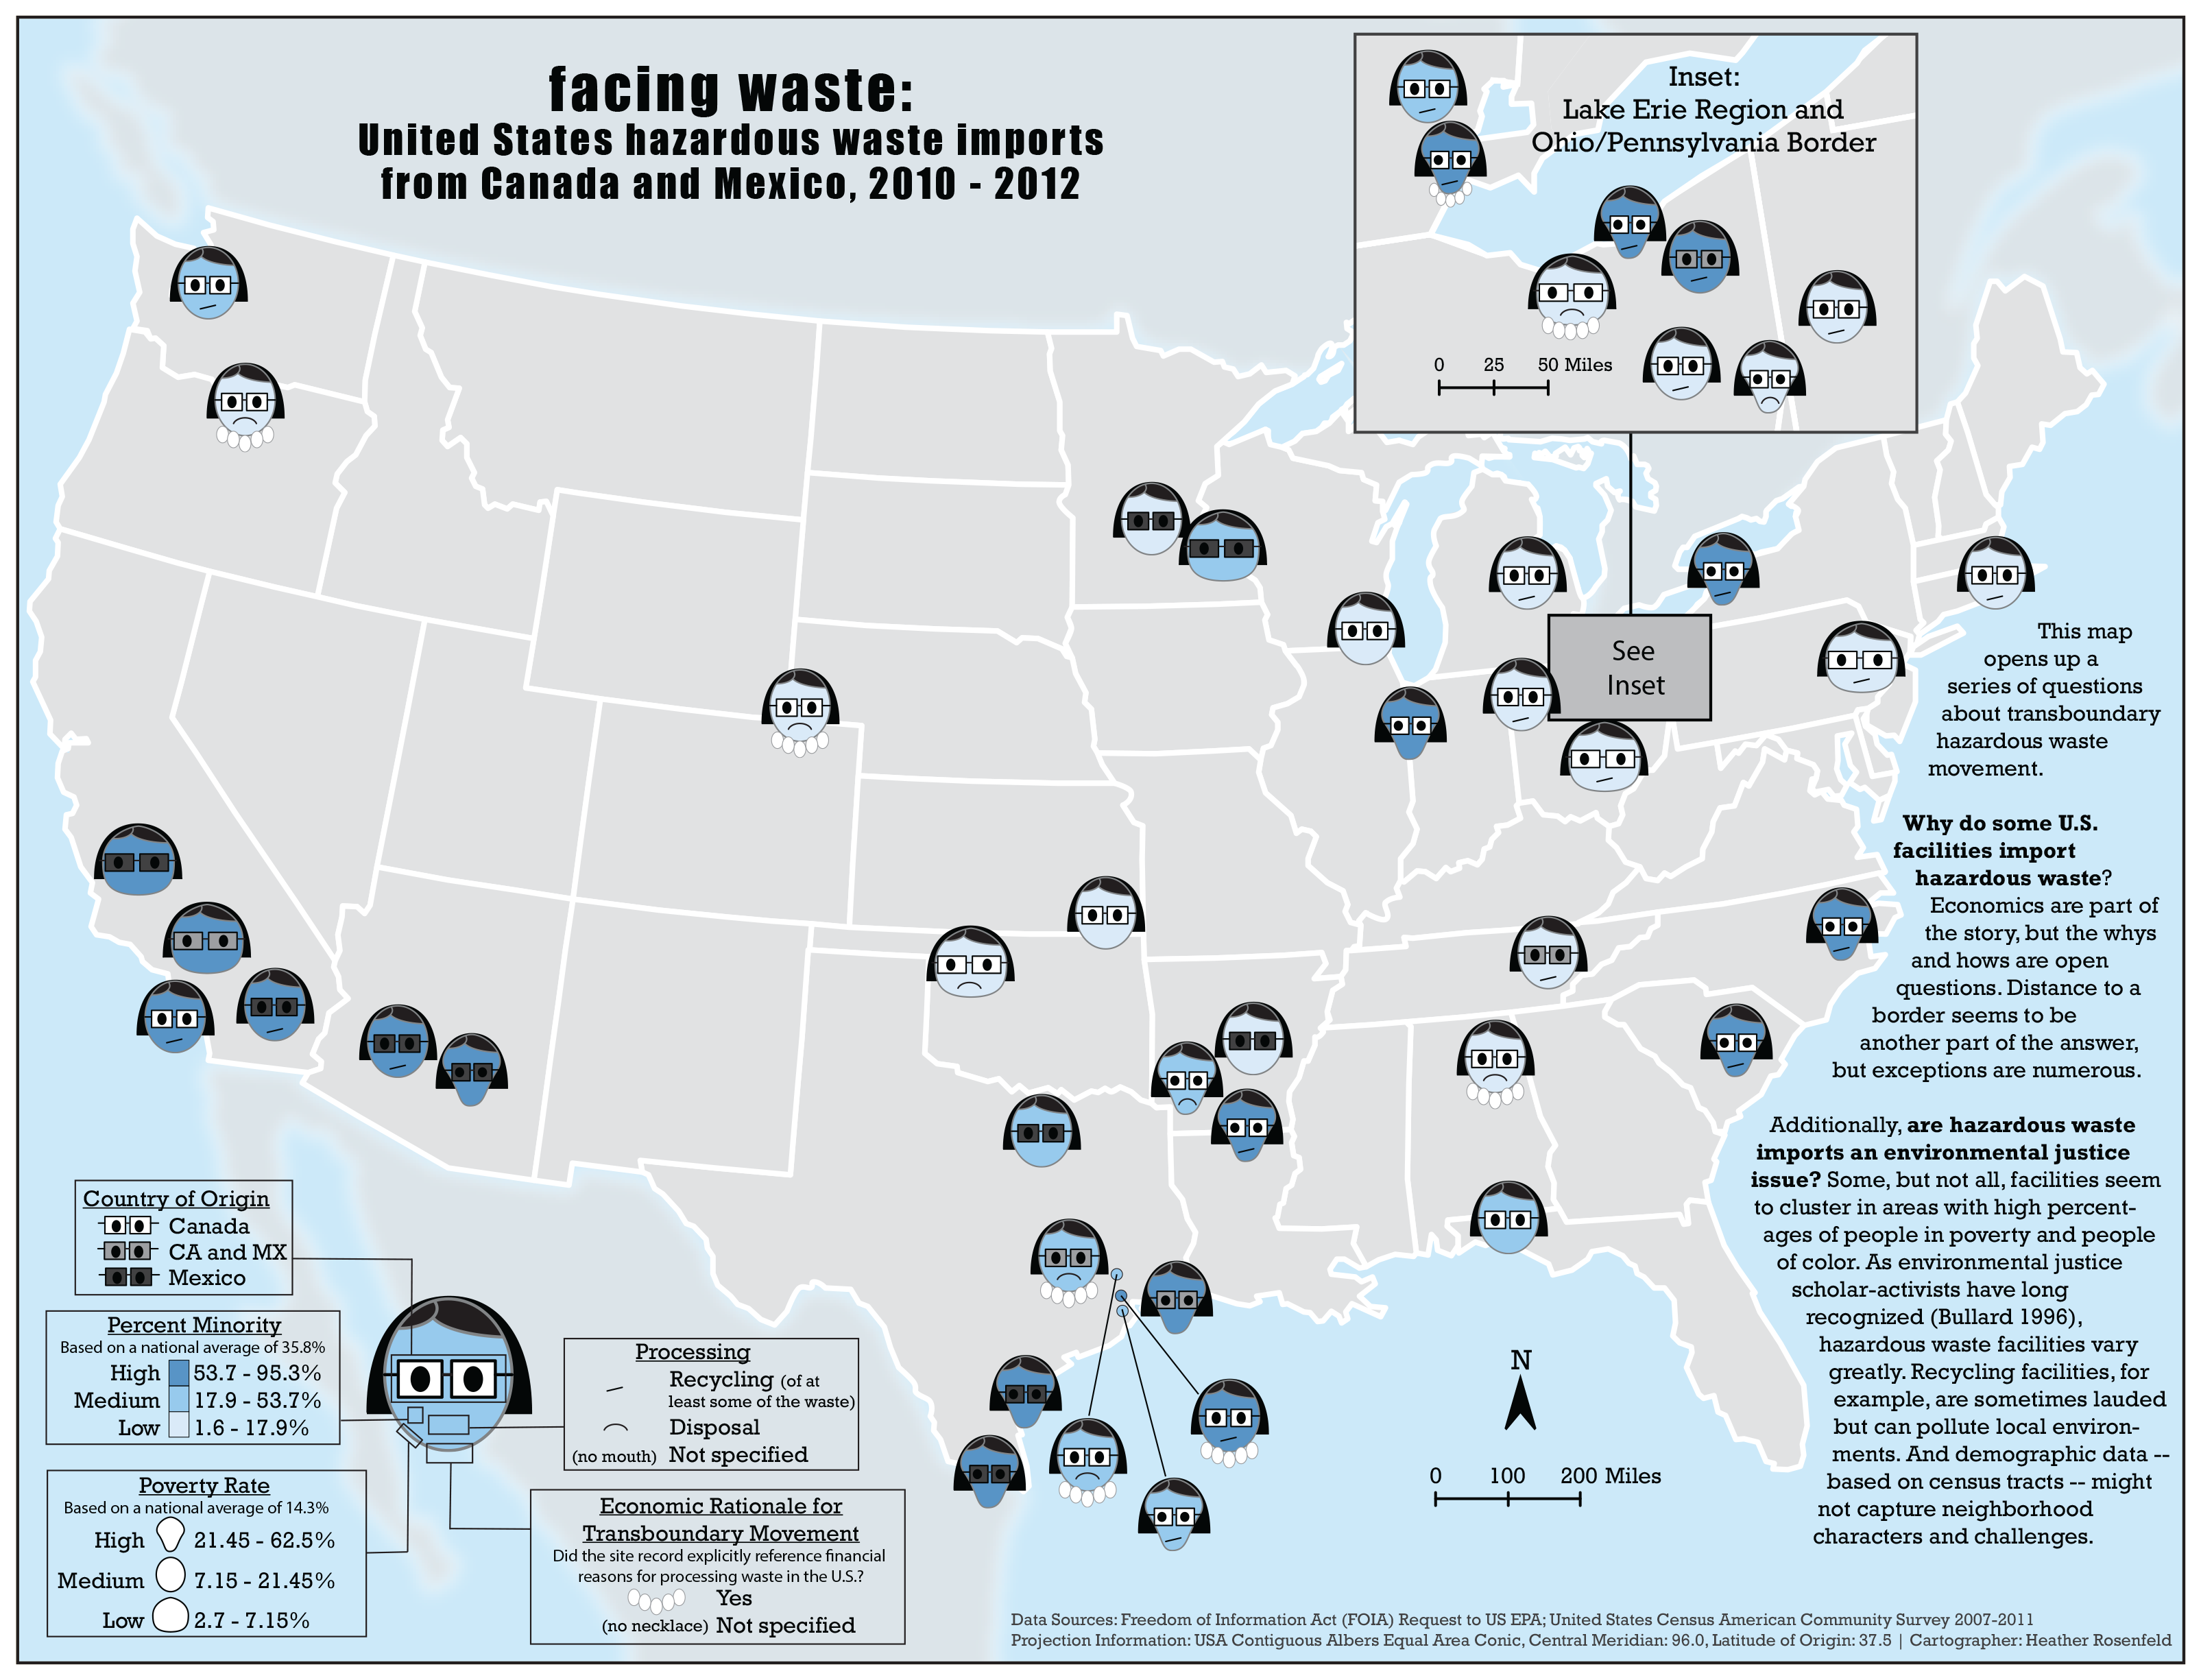 facing waste:
United States hazardous waste imports
from Canada and Mexico, 2010 - 2012
Inset:
Lake Erie Region and
Ohio/Pennsylvania Border
0 25 50 Miles
See
Inset
This map
opens up a
series of questions
about transboundary
hazardous waste
movement.
Why do some U.S.
facilities import
hazardous waste?
Economics are part of
the story, but the whys
and hows are open
questions. Distance to a
border seems to be
another part of the answer,
but exceptions are numerous.
Additionally, are hazardous waste
imports an environmental justice
issue? Some, but not all, facilities seem
to cluster in areas with high percent-
ages of people in poverty and people
of color. As environmental justice
scholar-activists have long
recognized (Bullard 1996),
hazardous waste facilities vary
greatly. Recycling facilities, for
example, are sometimes lauded
but can pollute local environ-
ments. And demographic data --
based on census tracts -- might
not capture neighborhood
characters and challenges.
Country of Origin
Canada
CA and MX
Mexico
Percent Minority
Based on a national average of 35.8%
High 53.7 - 95.3%
Medium 17.9 - 53.7%
Low 1.6 - 17.9%
Poverty Rate
Based on a national average of 14.3%
High 21.45 - 62.5%
Medium 7.15 - 21.45%
Low 2.7 - 7.15%
Processing
Recycling (of at
least some of the waste)
Disposal
(no mouth) Not specified
Economic Rationale for
Transboundary Movement
Did the site record explicitly reference financial
reasons for processing waste in the U.S.?
Yes
(no necklace) Not specified
N
0 100 200 Miles
Data Sources: Freedom of Information Act (FOIA) Request to US EPA; United States Census American Community Survey 2007-2011
Projection Information: USA Contiguous Albers Equal Area Conic, Central Meridian: 96.0, Latitude of Origin: 37.5 | Cartographer: Heather Rosenfeld